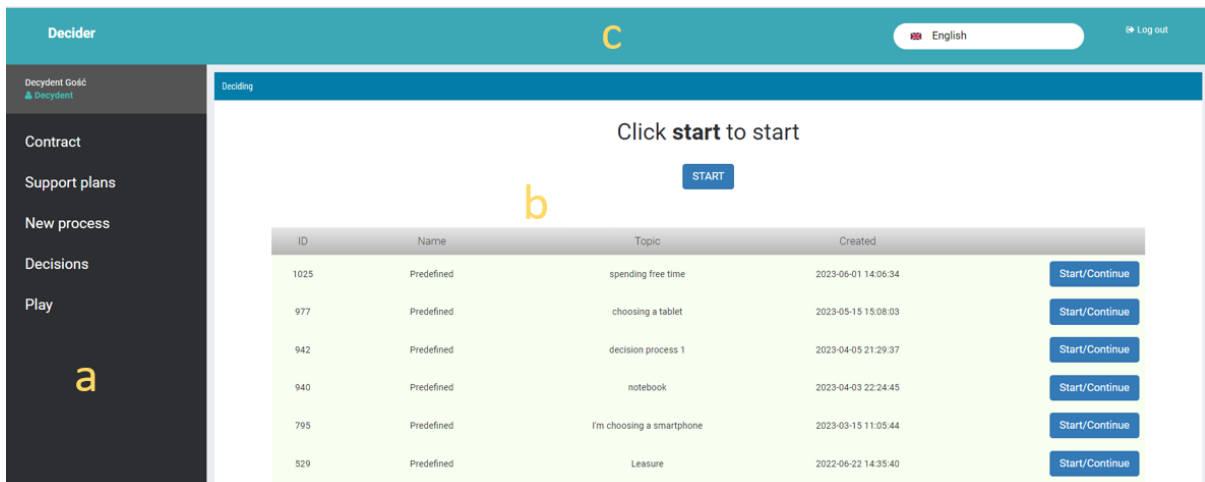 Decider
c
English
Log out
Decydent Gość
Decydent
Contract
Support plans
New process
Decisions
Play
a
Deciding
Click start to start
START
b
ID Name Topic Created
1025 Predefined spending free time 2023-06-01 14:06:34 Start/Continue
977 Predefined choosing a tablet 2023-05-15 15:08:03 Start/Continue
942 Predefined decision process 1 2023-04-05 21:29:37 Start/Continue
940 Predefined notebook 2023-04-03 22:24:45 Start/Continue
795 Predefined I'm choosing a smartphone 2023-03-15 11:05:44 Start/Continue
529 Predefined Leasure 2022-06-22 14:35:40 Start/Continue